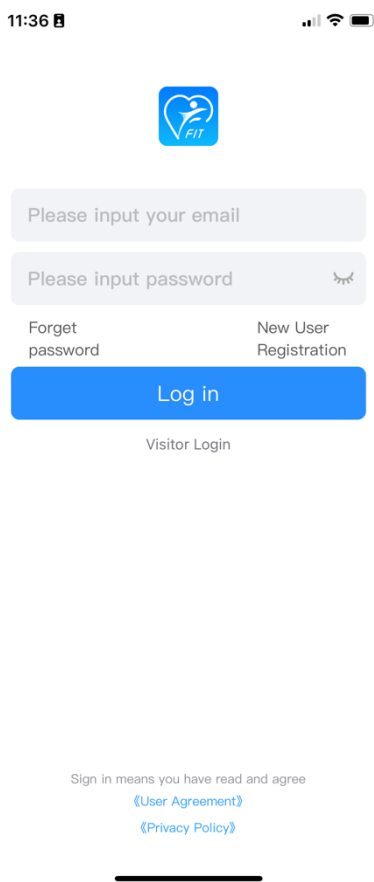 11:36
FIT
Please input your email
Please input password
Forget
password
New User
Registration
Log in
Visitor Login
Sign in means you have read and agree
《User Agreement》
《Privacy Policy》